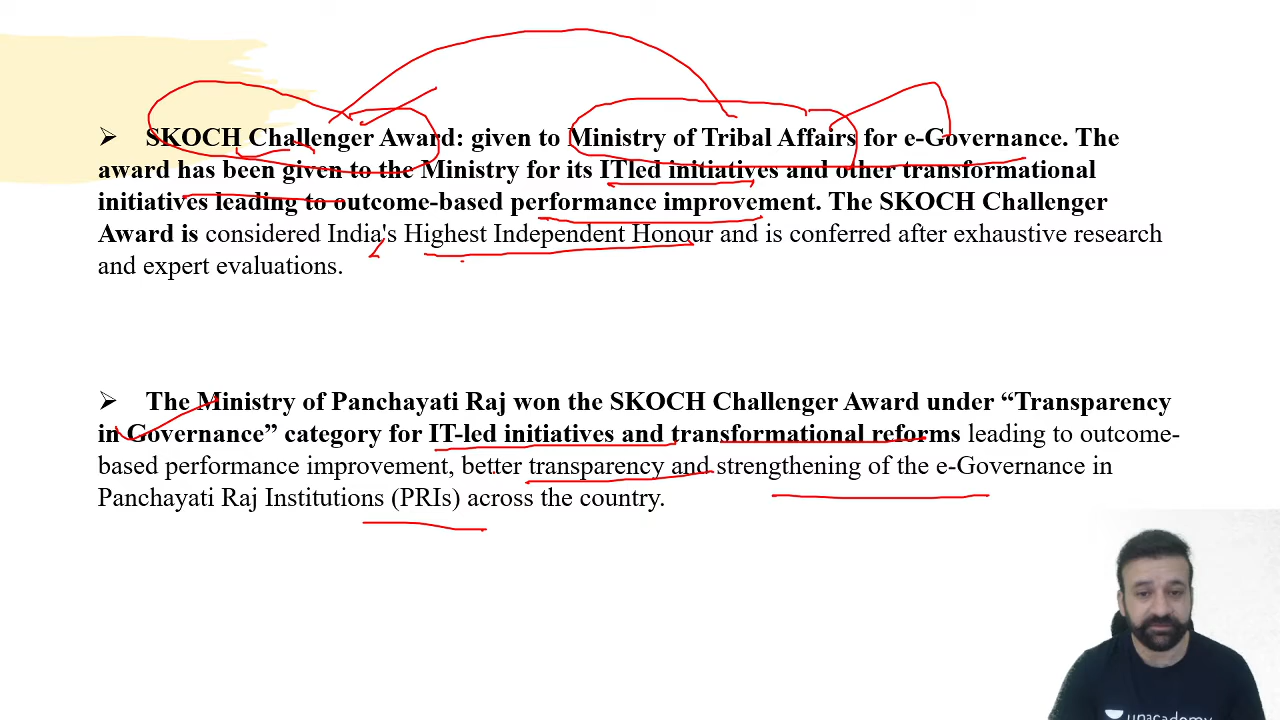 ➢ SKOCH Challenger Award: given to Ministry of Tribal Affairs for e-Governance. The
award has been given to the Ministry for its ITled initiatives and other transformational
initiatives leading to outcome-based performance improvement. The SKOCH Challenger
Award is considered India's Highest Independent Honour and is conferred after exhaustive research
and expert evaluations.
➢ The Ministry of Panchayati Raj won the SKOCH Challenger Award under “Transparency
in Governance” category for IT-led initiatives and transformational reforms leading to outcome-
based performance improvement, better transparency and strengthening of the e-Governance in
Panchayati Raj Institutions (PRIs) across the country.
unacademy